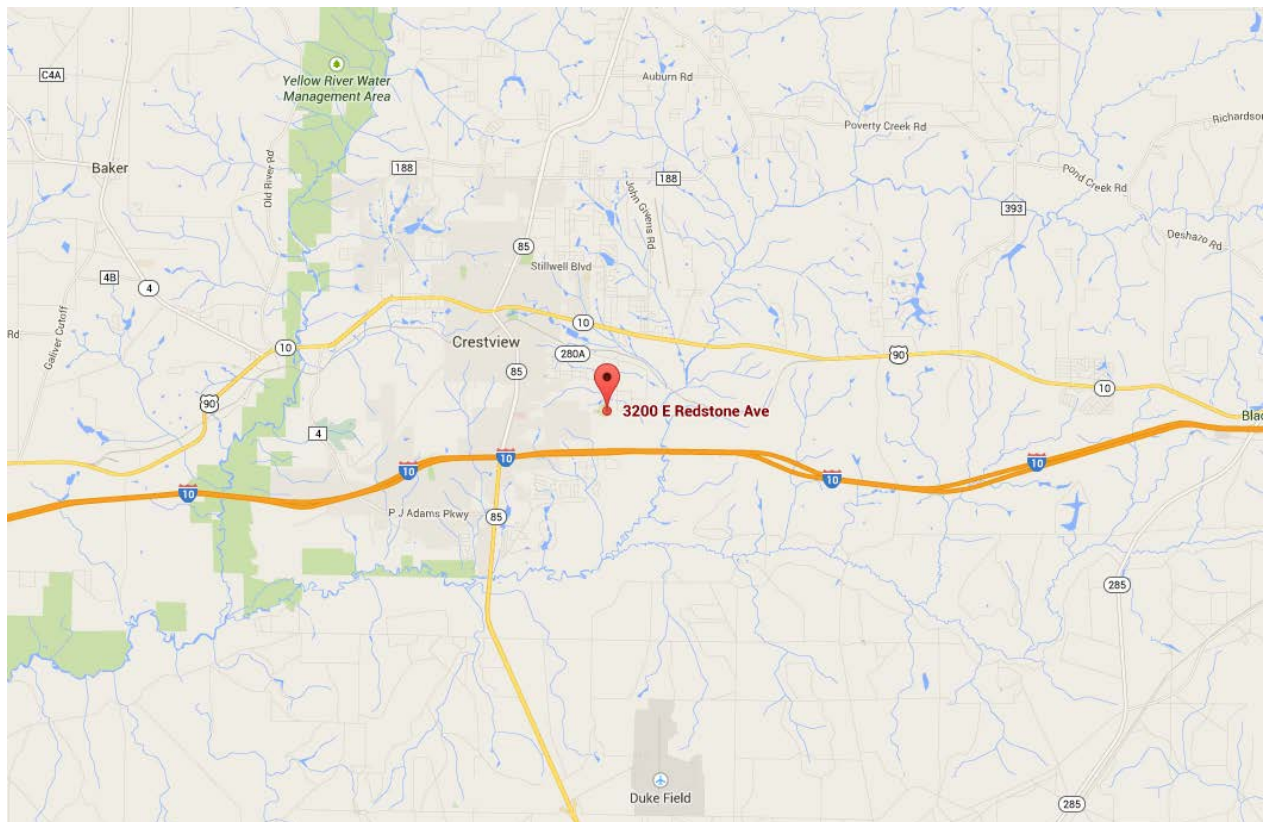 C4A
Yellow River Water
Management Area
Auburn Rd
Richardson
Poverty Creek Rd
Baker
188
188
Pond Creek Rd
Old River Rd
John Givens Rd
393
Deshazo Rd
85
4B
4
Stillwell Blvd
Rd
Galiver Cutoff
10
10
Crestview
280A
90
85
10
90
3200 E Redstone Ave
Blac
4
10
10
10
10
10
P J Adams Pkwy
85
285
Duke Field
285